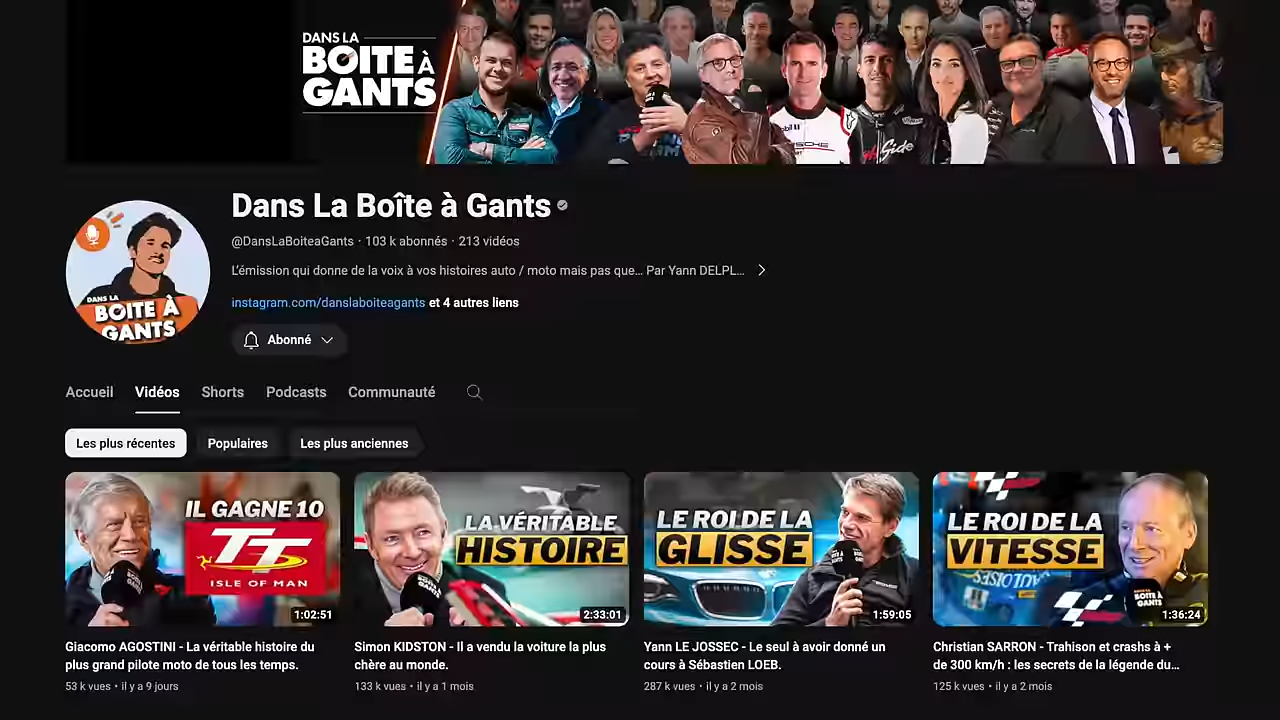 DANS LA
BOITE À
GANTS
Dans La Boîte à Gants
@DansLaBoiteaGants · 103 k abonnés · 213 vidéos
L'émission qui donne de la voix à vos histoires auto / moto mais pas que... Par Yann DELPL...
instagram.com/danslaboiteagants et 4 autres liens
DANS LA
BOITE À
GANTS
Abonné
Accueil Vidéos Shorts Podcasts Communauté
Les plus récentes Populaires Les plus anciennes
IL GAGNE 10
TT
ISLE OF MAN
1:02:51
LA VÉRITABLE
HISTOIRE
2:33:01
LE ROI DE LA
GLISSE
1:59:05
LE ROI DE LA
VITESSE
BOITE À
GANTS
1:36:24
Giacomo AGOSTINI - La véritable histoire du
plus grand pilote moto de tous les temps.
53 k vues • il y a 9 jours
Simon KIDSTON - Il a vendu la voiture la plus
chère au monde.
133 k vues • il y a 1 mois
Yann LE JOSSEC - Le seul à avoir donné un
cours à Sébastien LOEB.
287 k vues • il y a 2 mois
Christian SARRON - Trahison et crashs à +
de 300 km/h : les secrets de la légende du...
125 k vues • il y a 2 mois